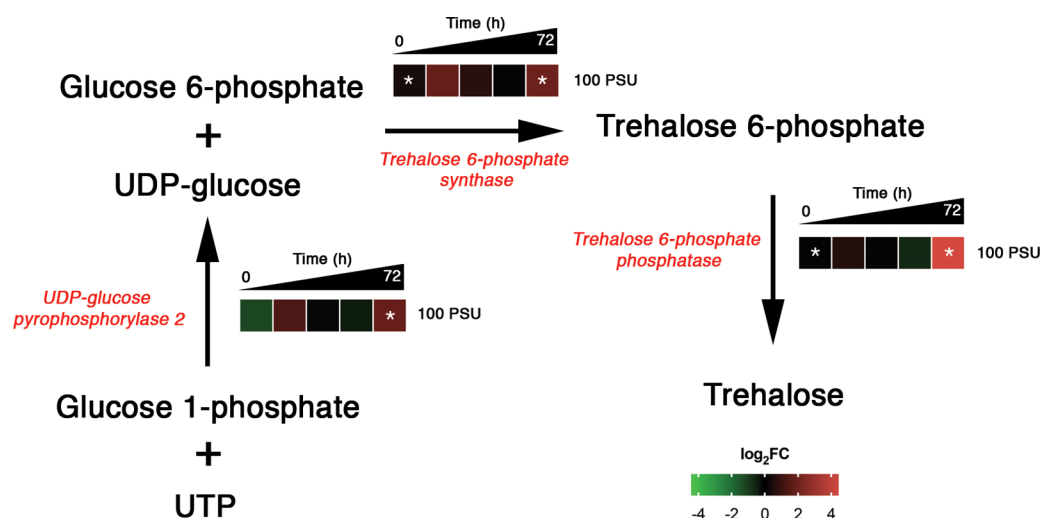 Time (h)
0
72
*
*
100 PSU
Glucose 6-phosphate
+
UDP-glucose
Trehalose 6-phosphate
synthase
Trehalose 6-phosphate
Time (h)
0
72
*
*
100 PSU
Trehalose 6-phosphate
phosphatase
Time (h)
0
72
*
100 PSU
UDP-glucose
pyrophosphorylase 2
Glucose 1-phosphate
+
UTP
Trehalose
log₂FC
-4 -2 0 2 4